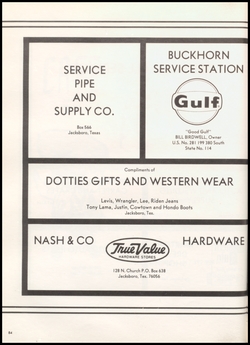 SERVICE
PIPE
AND
SUPPLY CO.
Box 566
Jacksboro, Texas
BUCKHORN
SERVICE STATION
Gulf
"Good Gulf"
BILL BIRDWELL, Owner
U.S. No. 281 199 380 South
State No. 114
Compliments of
DOTTIES GIFTS AND WESTERN WEAR
Levis, Wrangler, Lee, Riden Jeans
Tony Lama, Justin, Cowtown and Hondo Boots
Jacksboro, Tex.
NASH & CO
True Value
HARDWARE STORES
HARDWARE
128 N. Church P.O. Box 638
Jacksboro, Tex. 76056